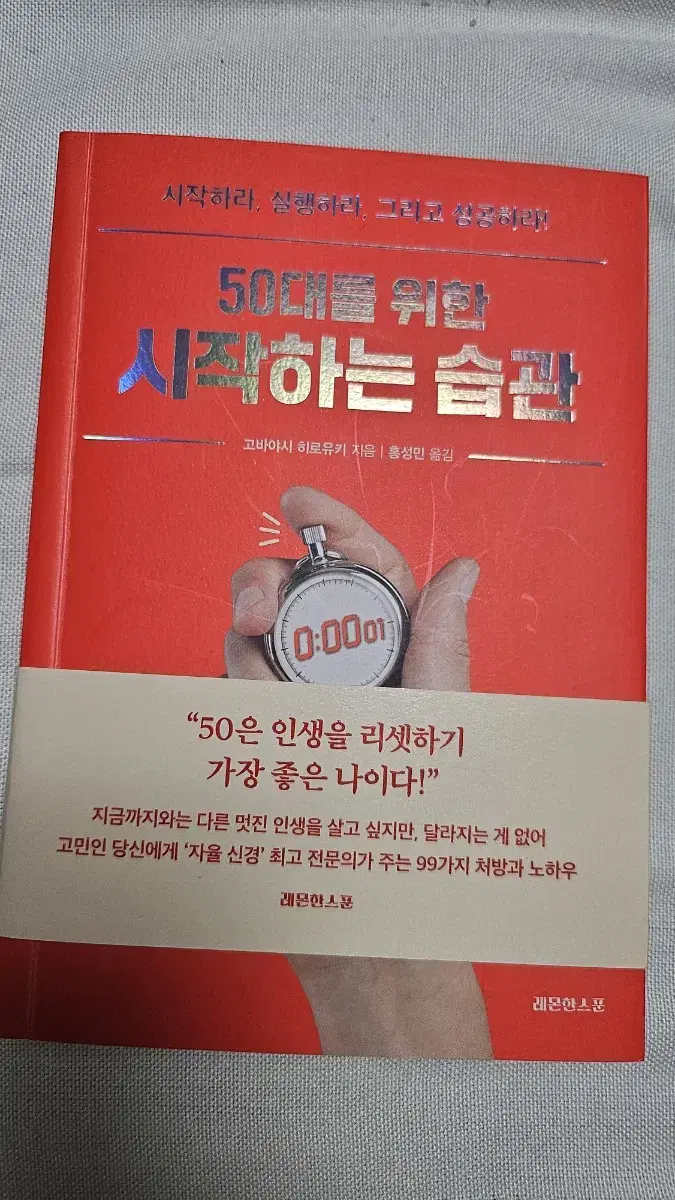 시작하라, 실행하라, 그리고 성공하라!
50대를 위한
시작하는 습관
고바야시 히로유키 지음 | 홍성민 옮김
0:00 01
“50은 인생을 리셋하기
가장 좋은 나이다!”
지금까지와는 다른 멋진 인생을 살고 싶지만, 달라지는 게 없어
고민인 당신에게 ‘자율 신경’ 최고 전문의가 주는 99가지 처방과 노하우
레몬한스푼
레몬한스푼